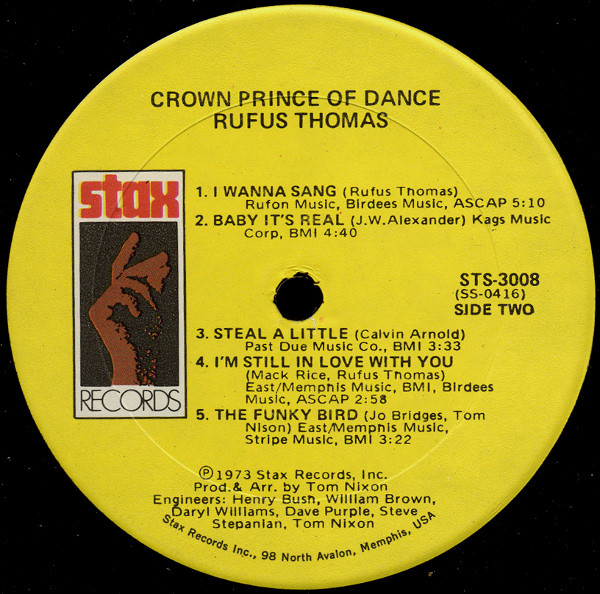 CROWN PRINCE OF DANCE
RUFUS THOMAS
stax
RECORDS
1. I WANNA SANG (Rufus Thomas)
Rufon Music, Birdees Music, ASCAP 5:10
2. BABY IT'S REAL (J.W.Alexander) Kags Music
Corp, BMI 4:40
STS-3008
(SS-0416)
SIDE TWO
3. STEAL A LITTLE (Calvin Arnold)
Past Due Music Co., BMI 3:33
4. I'M STILL IN LOVE WITH YOU
(Mack Rice, Rufus Thomas)
East/Memphis Music, BMI, Birdees
Music, ASCAP 2:58
5. THE FUNKY BIRD (Jo Bridges, Tom
Nison) East/Memphis Music,
Stripe Music, BMI 3:22
Ⓟ1973 Stax Records, Inc.
Prod.& Arr. by Tom Nixon
Engineers: Henry Bush, William Brown,
Daryl Williams, Dave Purple, Steve
Stepanian, Tom Nixon
Stax Records Inc., 98 North Avalon, Memphis, USA